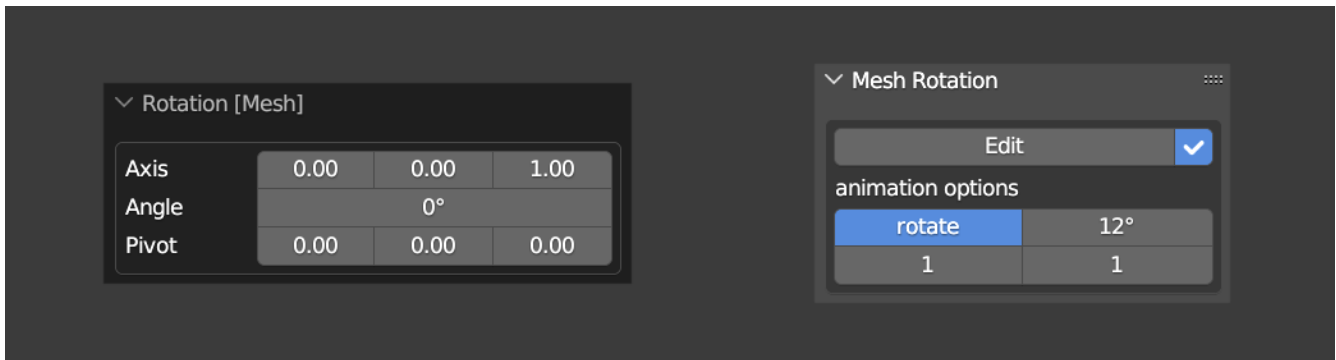 Rotation [Mesh]
Axis 0.00 0.00 1.00
Angle 0°
Pivot 0.00 0.00 0.00
Mesh Rotation
Edit
animation options
rotate 12°
1 1